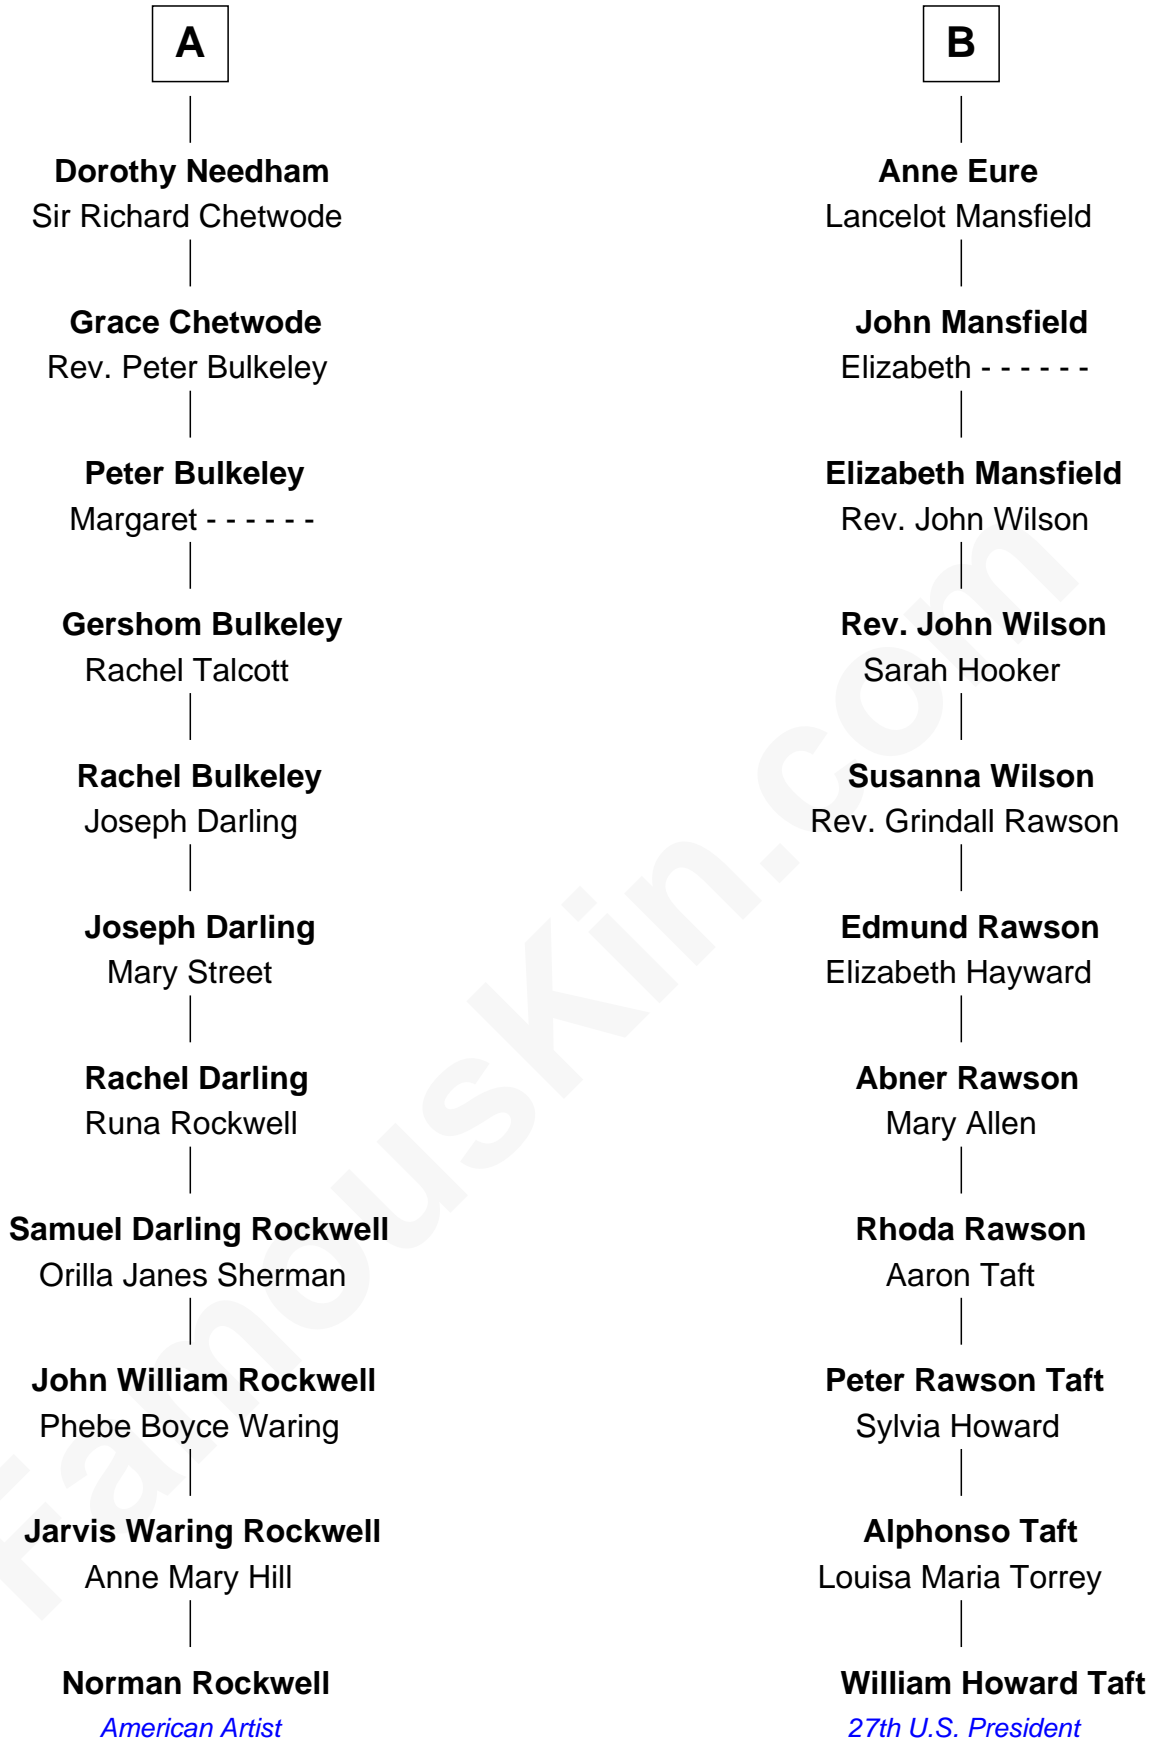 A
Dorothy Needham
Sir Richard Chetwode
Grace Chetwode
Rev. Peter Bulkeley
Peter Bulkeley
Margaret - - - - - -
Gershom Bulkeley
Rachel Talcott
Rachel Bulkeley
Joseph Darling
Joseph Darling
Mary Street
Rachel Darling
Runa Rockwell
Samuel Darling Rockwell
Orilla Janes Sherman
John William Rockwell
Phebe Boyce Waring
Jarvis Waring Rockwell
Anne Mary Hill
Norman Rockwell
American Artist
B
Anne Eure
Lancelot Mansfield
John Mansfield
Elizabeth - - - - - -
Elizabeth Mansfield
Rev. John Wilson
Rev. John Wilson
Sarah Hooker
Susanna Wilson
Rev. Grindall Rawson
Edmund Rawson
Elizabeth Hayward
Abner Rawson
Mary Allen
Rhoda Rawson
Aaron Taft
Peter Rawson Taft
Sylvia Howard
Alphonso Taft
Louisa Maria Torrey
William Howard Taft
27th U.S. President
FamousKin.com